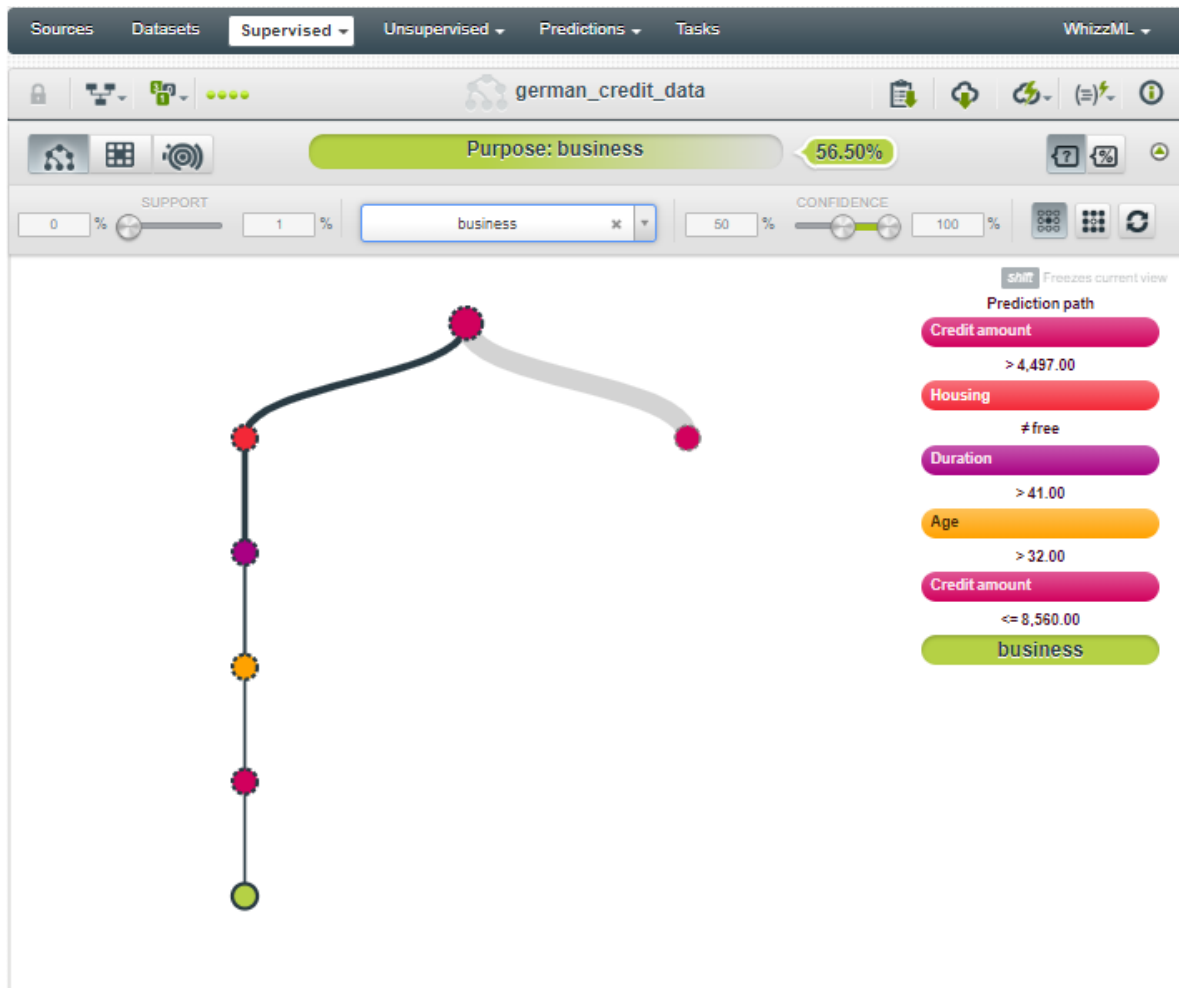 Sources Datasets Supervised Unsupervised Predictions Tasks WhizzML
german_credit_data
Purpose: business 56.50%
SUPPORT CONFIDENCE
0 % 1 % business 50 % 100 %
shift Freezes current view
Prediction path
Credit amount
> 4,497.00
Housing
≠ free
Duration
> 41.00
Age
> 32.00
Credit amount
<= 8,560.00
business